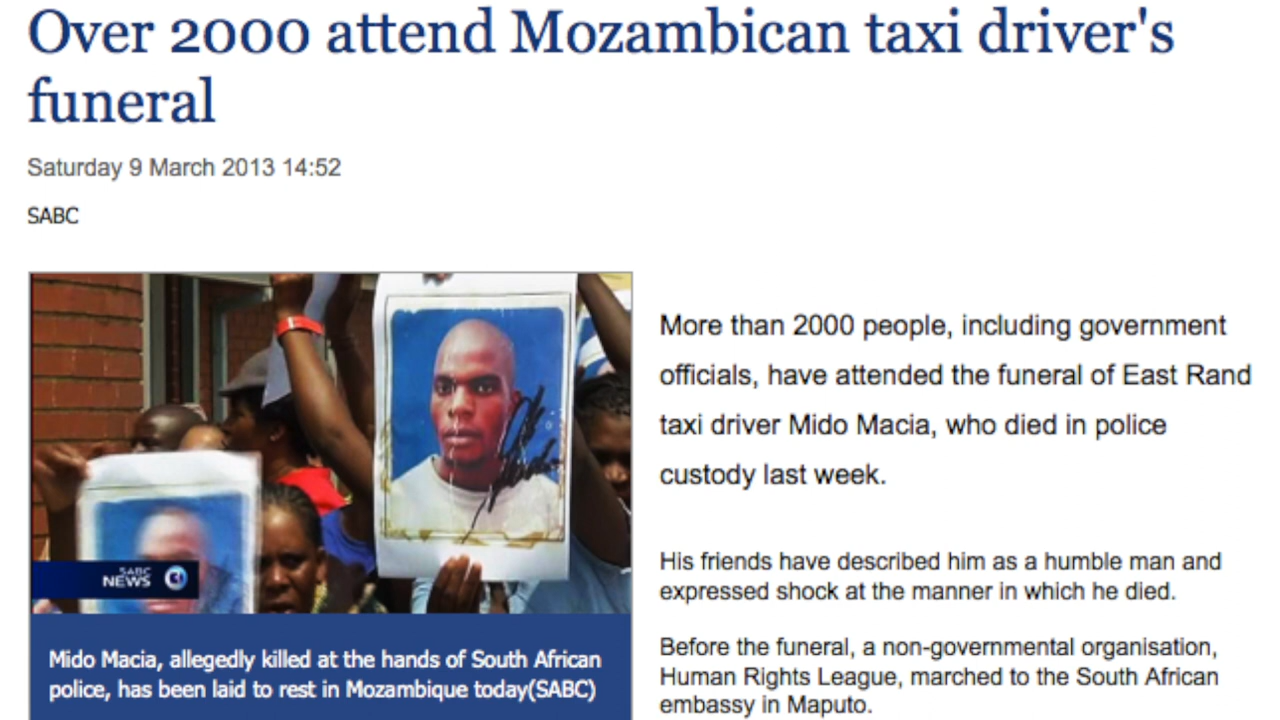 Over 2000 attend Mozambican taxi driver's
funeral
Saturday 9 March 2013 14:52
SABC
SABC
NEWS
Mido Macia, allegedly killed at the hands of South African
police, has been laid to rest in Mozambique today(SABC)
More than 2000 people, including government
officials, have attended the funeral of East Rand
taxi driver Mido Macia, who died in police
custody last week.
His friends have described him as a humble man and
expressed shock at the manner in which he died.
Before the funeral, a non-governmental organisation,
Human Rights League, marched to the South African
embassy in Maputo.